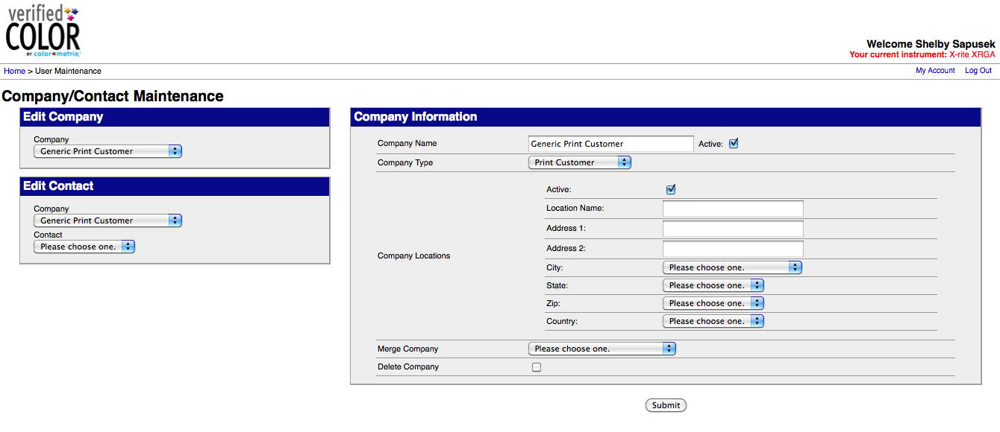 verified
COLOR
BY colormetrix
Welcome Shelby Sapusek
Your current instrument: X-rite XRGA
Home > User Maintenance
My Account Log Out
Company/Contact Maintenance
Edit Company
Company
Generic Print Customer
Edit Contact
Company
Generic Print Customer
Contact
Please choose one.
Company Information
Company Name Generic Print Customer Active:
Company Type Print Customer
Company Locations
Active:
Location Name:
Address 1:
Address 2:
City: Please choose one.
State: Please choose one.
Zip: Please choose one.
Country: Please choose one.
Merge Company Please choose one.
Delete Company
Submit